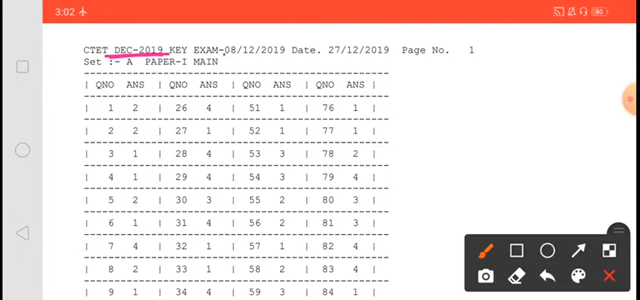 3:02
80
CTET DEC-2019 KEY EXAM-08/12/2019 Date. 27/12/2019 Page No. 1
Set :- A PAPER-I MAIN
| QNO ANS | QNO ANS | QNO ANS | QNO ANS |
| 1 2 | 26 4 | 51 1 | 76 1 |
| 2 2 | 27 1 | 52 1 | 77 1 |
| 3 1 | 28 4 | 53 3 | 78 2 |
| 4 1 | 29 4 | 54 3 | 79 4 |
| 5 2 | 30 3 | 55 2 | 80 3 |
| 6 1 | 31 4 | 56 2 | 81 3 |
| 7 4 | 32 1 | 57 1 | 82 4 |
| 8 2 | 33 1 | 58 2 | 83 4 |
| 9 1 | 34 4 | 59 3 | 84 1 |